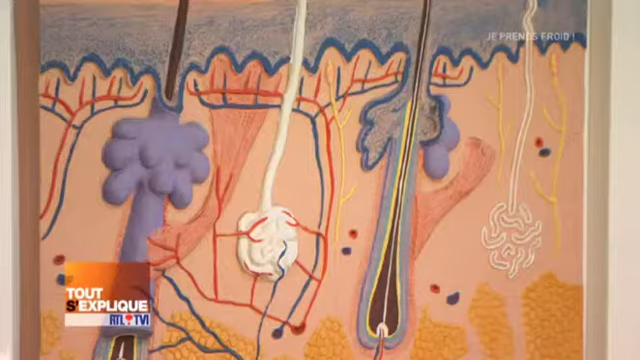 JE PRENDS FROID !
TOUT
S'EXPLIQUE
RTL TVI